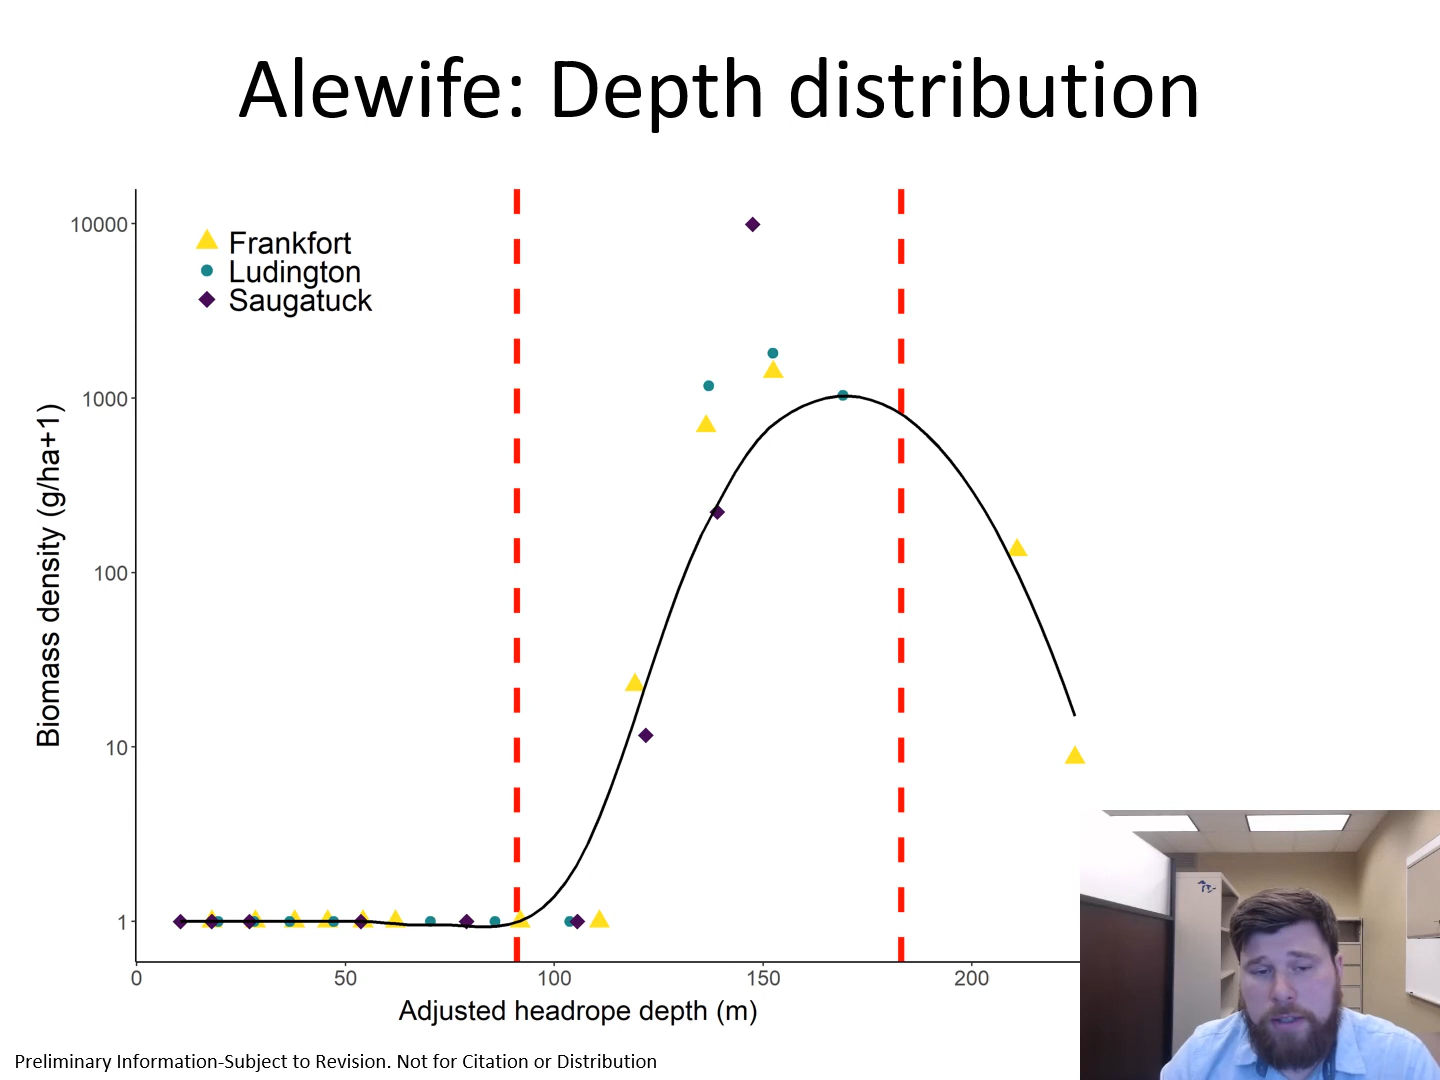 Alewife: Depth distribution
10000
1000
100
10
1
Biomass density (g/ha+1)
Frankfort
Ludington
Saugatuck
0 50 100 150 200
Adjusted headrope depth (m)
Preliminary Information-Subject to Revision. Not for Citation or Distribution